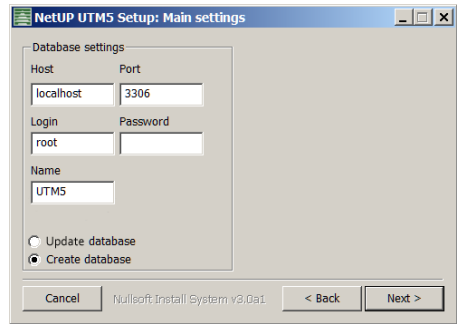 NetUP UTM5 Setup: Main settings
Database settings
Host Port
localhost 3306
Login Password
root
Name
UTM5
Update database
Create database
Cancel Nullsoft Install System v3.0a1 < Back Next >